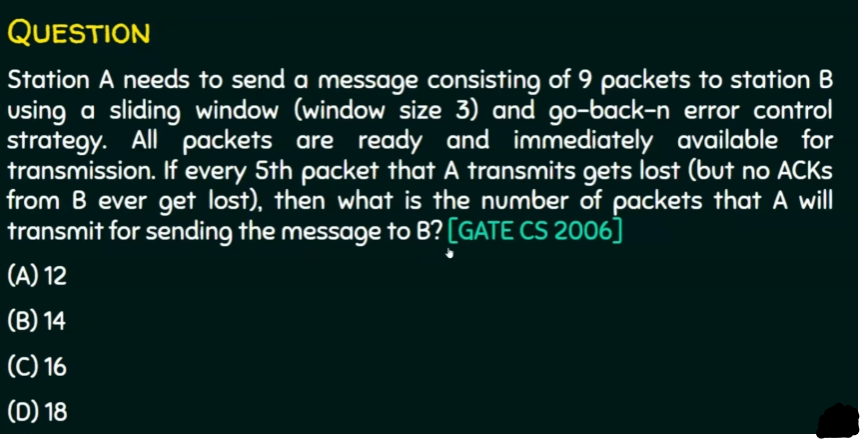 QUESTION
Station A needs to send a message consisting of 9 packets to station B
using a sliding window (window size 3) and go-back-n error control
strategy. All packets are ready and immediately available for
transmission. If every 5th packet that A transmits gets lost (but no ACKs
from B ever get lost), then what is the number of packets that A will
transmit for sending the message to B? [GATE CS 2006]
(A) 12
(B) 14
(C) 16
(D) 18